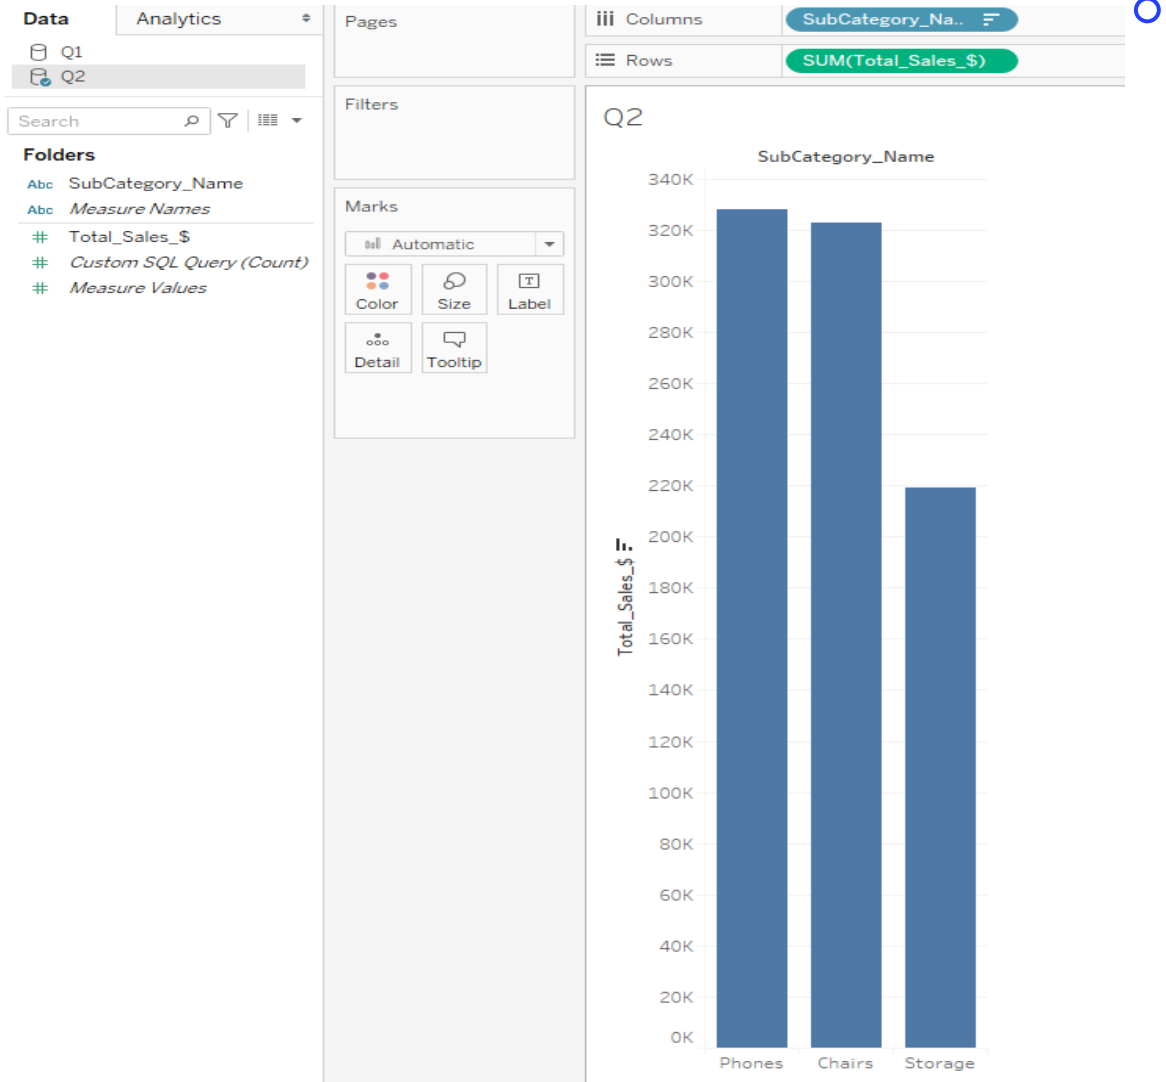 Data
Analytics
Q1
Q2
Search
Folders
Abc SubCategory_Name
Abc Measure Names
# Total_Sales_$
# Custom SQL Query (Count)
# Measure Values
Pages
Filters
Marks
Automatic
Color
Size
T
Label
Detail
Tooltip
Columns
SubCategory_Na..
Rows
SUM(Total_Sales_$)
Q2
SubCategory_Name
Total_Sales_$
340K
320K
300K
280K
260K
240K
220K
200K
180K
160K
140K
120K
100K
80K
60K
40K
20K
0K
Phones
Chairs
Storage